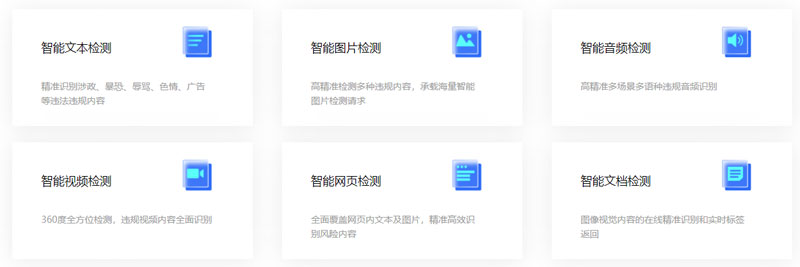 智能文本检测
精准识别涉政、暴恐、辱骂、色情、广告
等违法违规内容
智能图片检测
高精准检测多种违规内容，承载海量智能
图片检测请求
智能音频检测
高精准多场景多语种违规音频识别
智能视频检测
360度全方位检测，违规视频内容全面识别
智能网页检测
全面覆盖网页内文本及图片，精准高效识
别风险内容
智能文档检测
图像视觉内容的在线精准识别和实时标签
返回